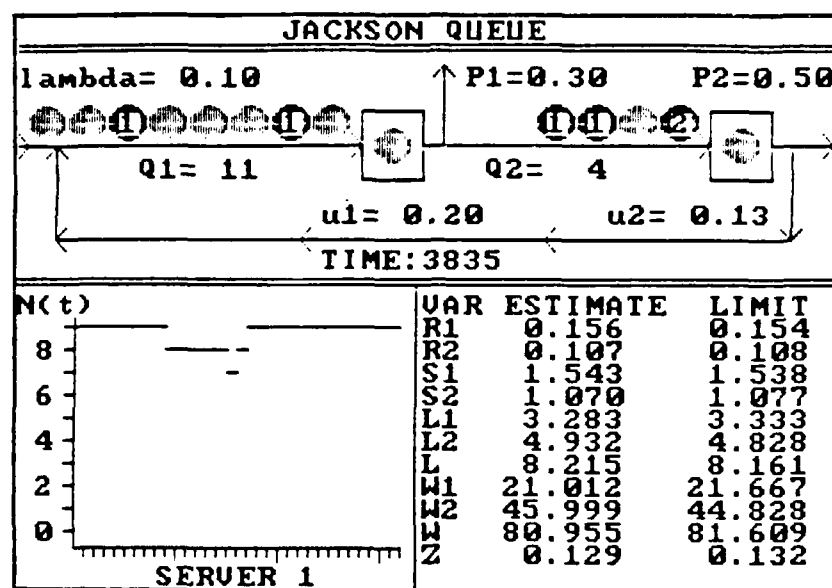 JACKSON QUEUE
lambda= 0.10 P1=0.30 P2=0.50
1 1 1 1 2
Q1= 11 Q2= 4
u1= 0.20 u2= 0.13
TIME:3835
N(t) VAR ESTIMATE LIMIT
R1 0.156 0.154
8 R2 0.107 0.108
S1 1.543 1.538
6 S2 1.070 1.077
L1 3.283 3.333
4 L2 4.932 4.828
L 8.215 8.161
2 W1 21.012 21.667
W2 45.999 44.828
0 W 80.955 81.609
Z 0.129 0.132
SERVER 1